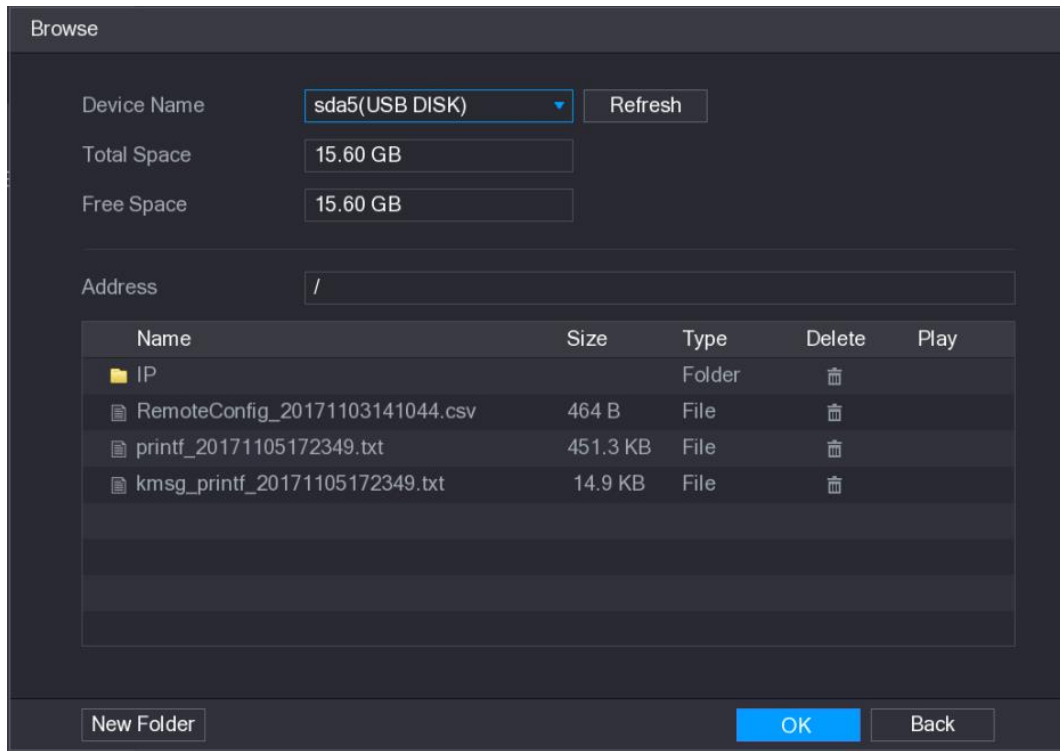 Browse
Device Name sda5(USB DISK) Refresh
Total Space 15.60 GB
Free Space 15.60 GB
Address /
Name Size Type Delete Play
IP Folder
RemoteConfig_20171103141044.csv 464 B File
printf_20171105172349.txt 451.3 KB File
kmsg_printf_20171105172349.txt 14.9 KB File
New Folder OK Back